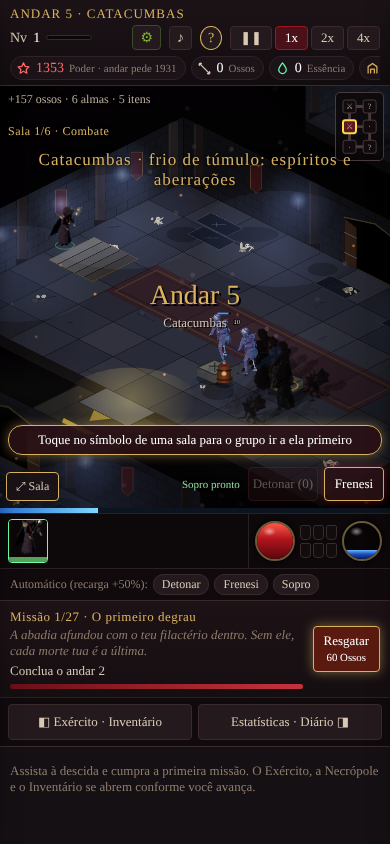 ANDAR 5 · CATACUMBAS
Nv 1
? ❚❚ 1x 2x 4x
1353 Poder · andar pede 1931 0 Ossos 0 Essência
+157 ossos · 6 almas · 5 itens
Sala 1/6 · Combate
Catacumbas · frio de túmulo: espíritos e
aberrações
Andar 5
Catacumbas
Toque no símbolo de uma sala para o grupo ir a ela primeiro
Sala
Sopro pronto
Detonar (0)
Frenesi
Automático (recarga +50%): Detonar Frenesi Sopro
Missão 1/27 · O primeiro degrau
A abadia afundou com o teu filactério dentro. Sem ele,
cada morte tua é a última.
Conclua o andar 2
Resgatar
60 Ossos
Exército · Inventário
Estatísticas · Diário
Assista à descida e cumpra a primeira missão. O Exército, a Necrópole
e o Inventário se abrem conforme você avança.